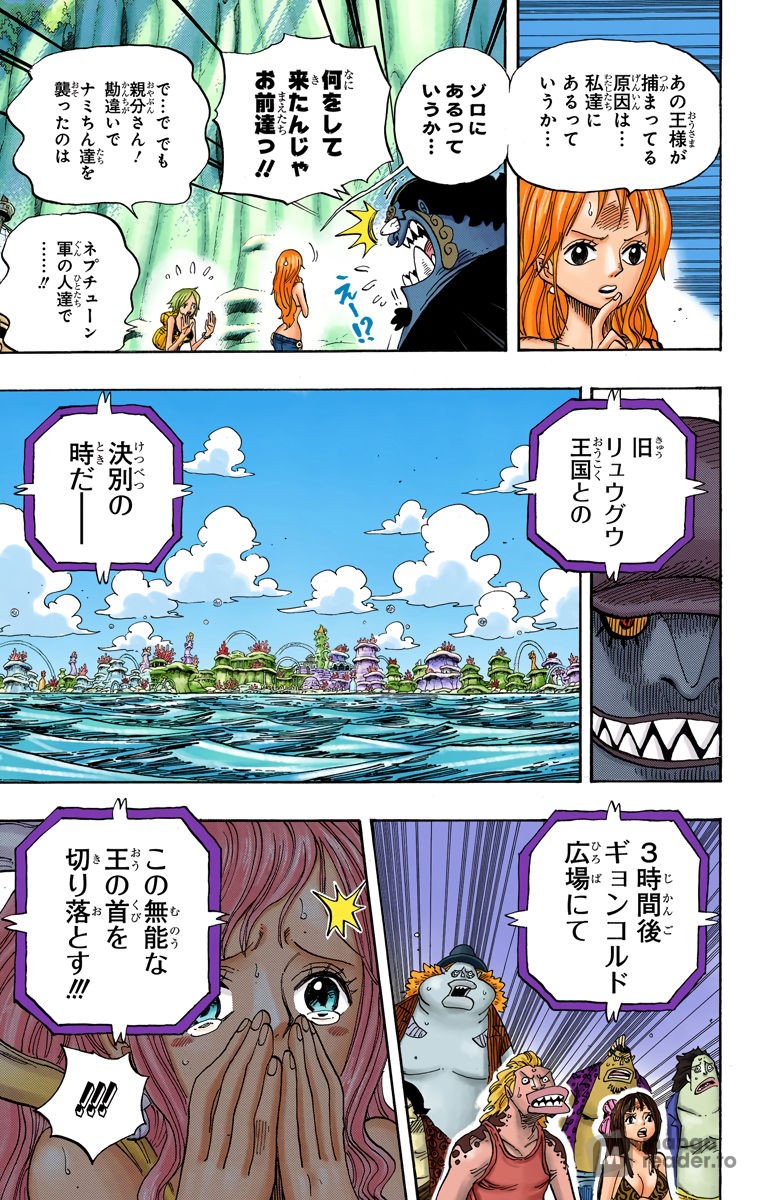 あの王様が
捕まってる
原因は…
私達に
あるって
いうか…
ゾロに
あるって
いうか…
何をして
来たんじゃ
お前達っ!!
えー!?
で…で でも
親分さん!
勘違いで
ナミちん達を
襲ったのは
ネプチューン
軍の人達で
……!!
旧
リュウグウ
王国との
決別の
時だ――
3時間後
ギョンコルド
広場にて
この無能な
王の首を
切り落とす!!!
!!!!
manga
reader.to